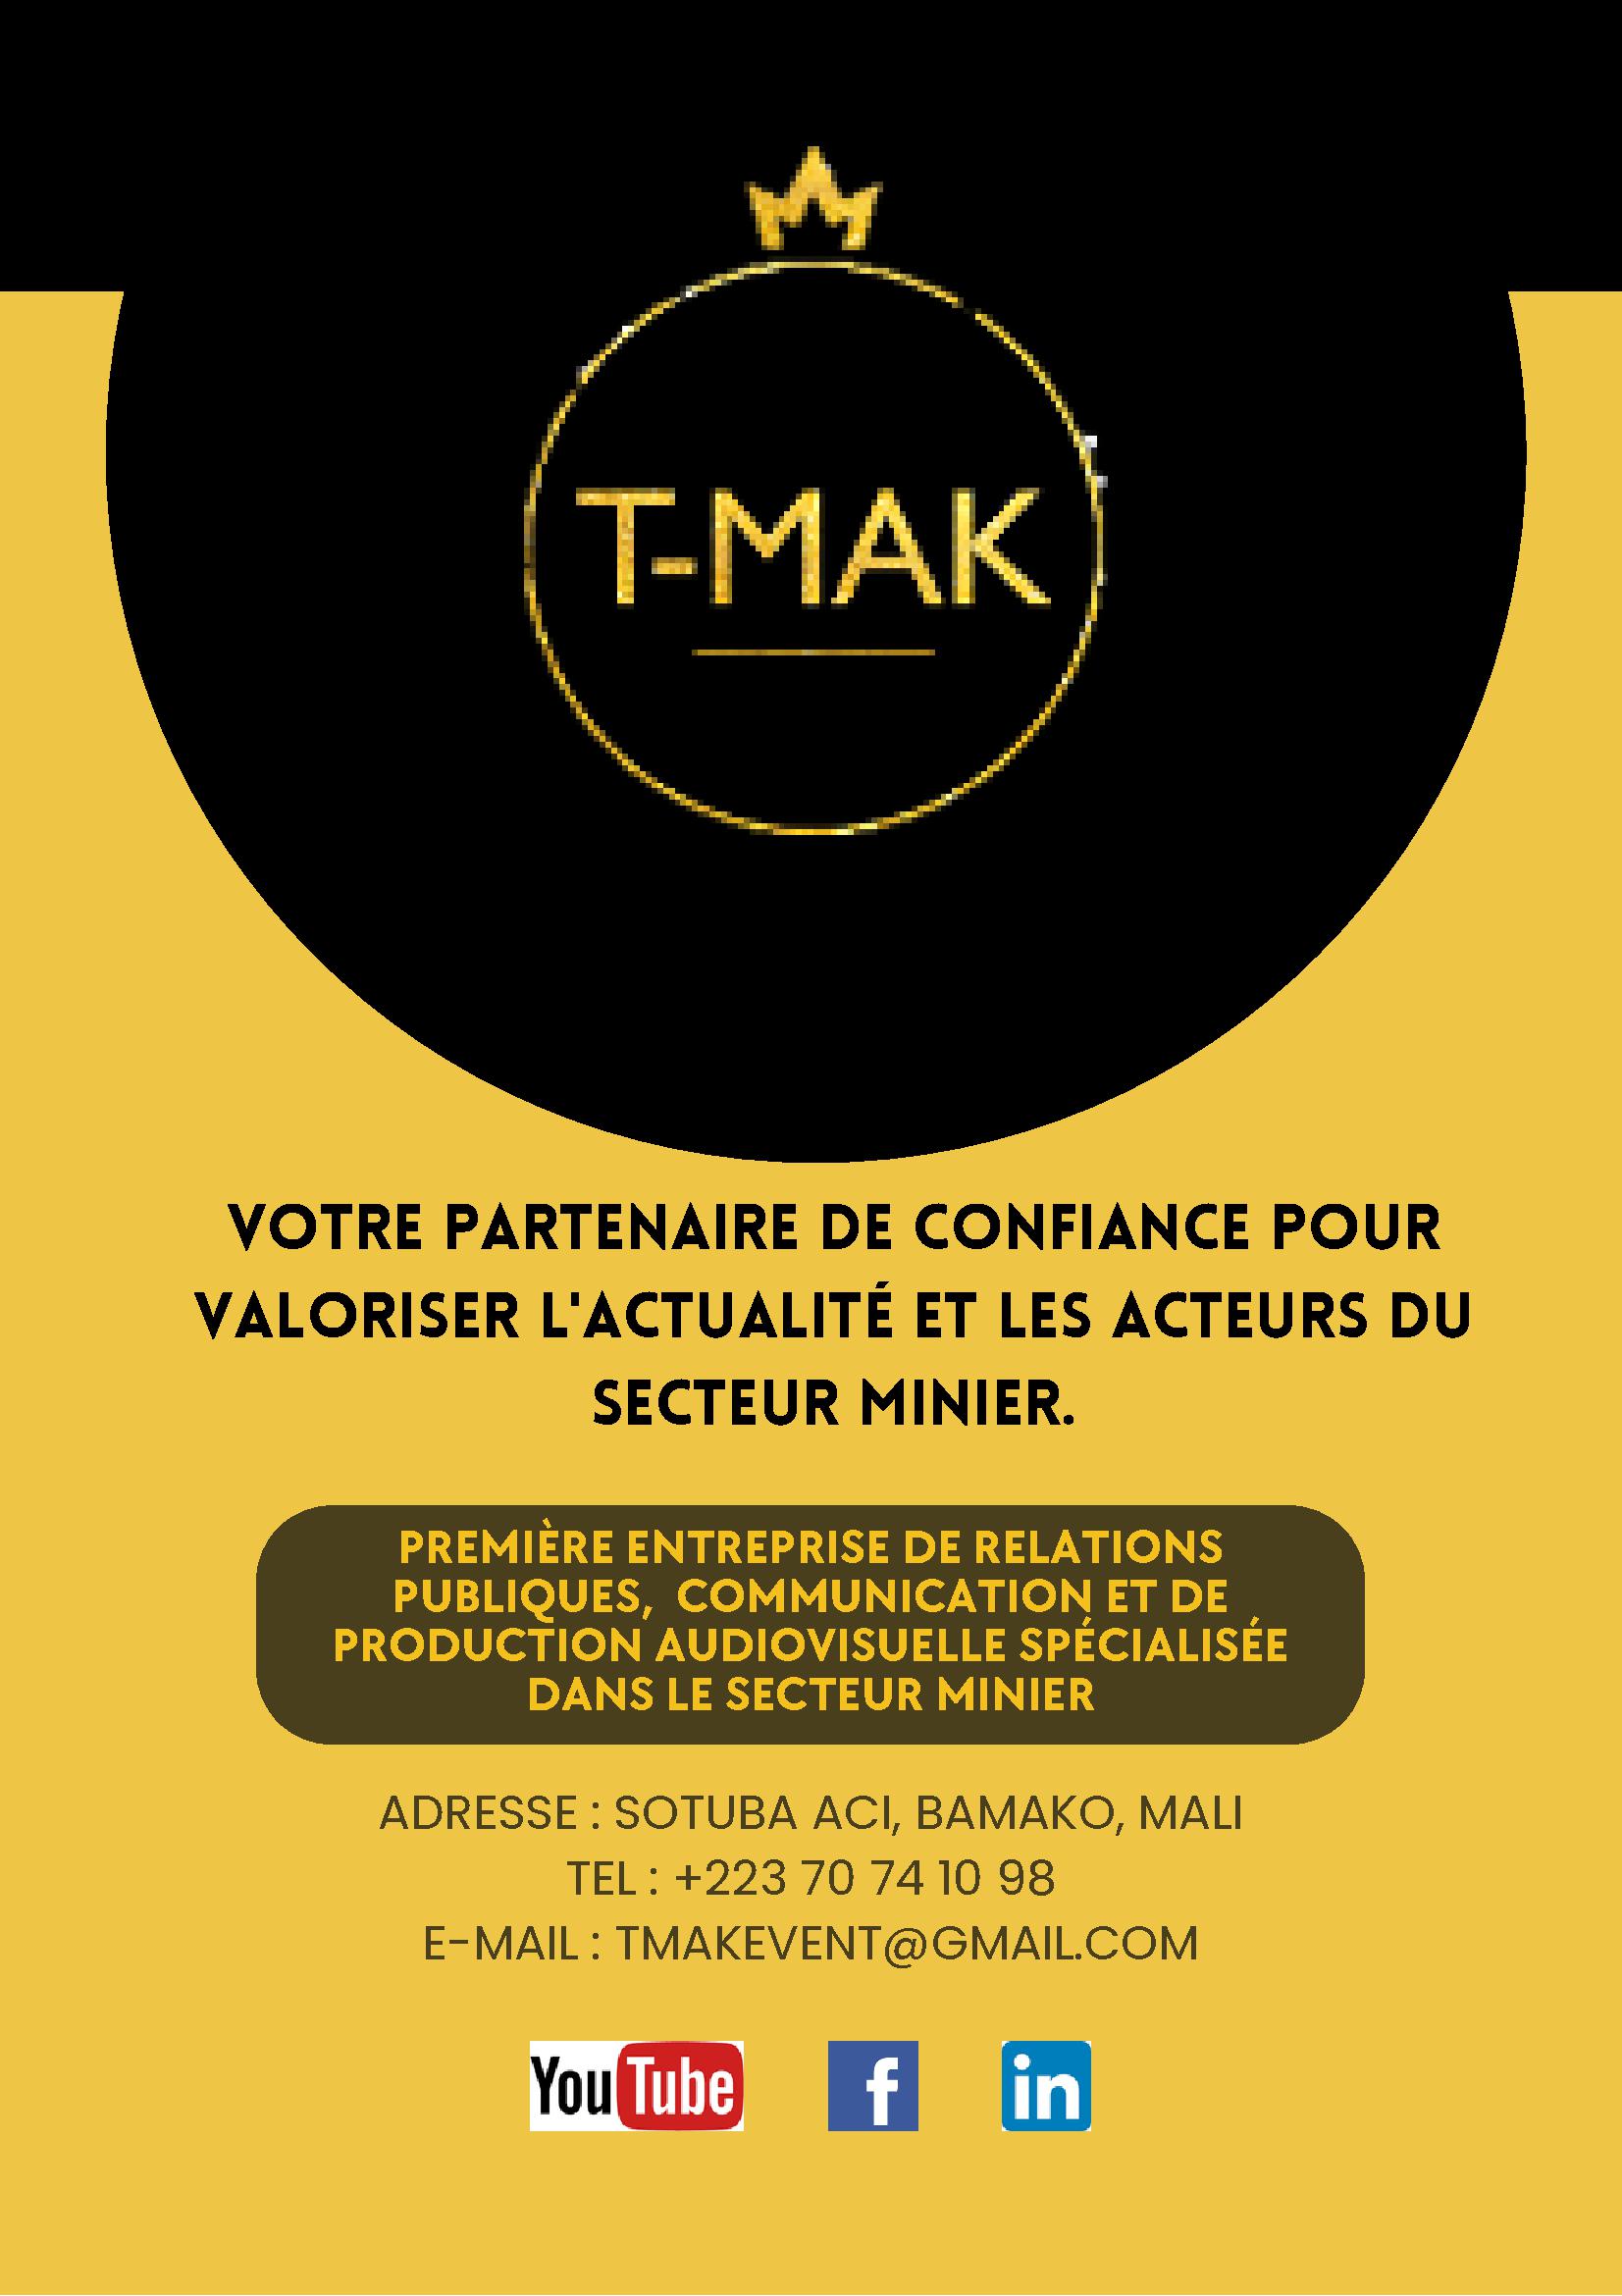 T-MAK
VOTRE PARTENAIRE DE CONFIANCE POUR
VALORISER L'ACTUALITÉ ET LES ACTEURS DU
SECTEUR MINIER.
PREMIÈRE ENTREPRISE DE RELATIONS
PUBLIQUES, COMMUNICATION ET DE
PRODUCTION AUDIOVISUELLE SPÉCIALISÉE
DANS LE SECTEUR MINIER
ADRESSE : SOTUBA ACI, BAMAKO, MALI
TEL : +223 70 74 10 98
E-MAIL : TMAKEVENT@GMAIL.COM
YouTube f in